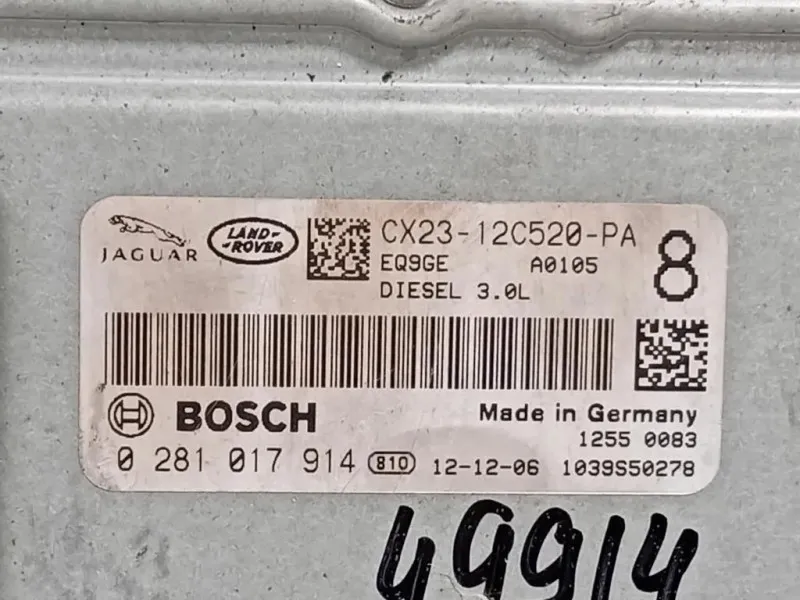 JAGUAR
LAND-
-ROVER
CX23-12C520-PA
EQ9GE A0105
DIESEL 3.0L
8
BOSCH
Made in Germany
1255 0083
0 281 017 914 810 12-12-06 1039S50278
49914